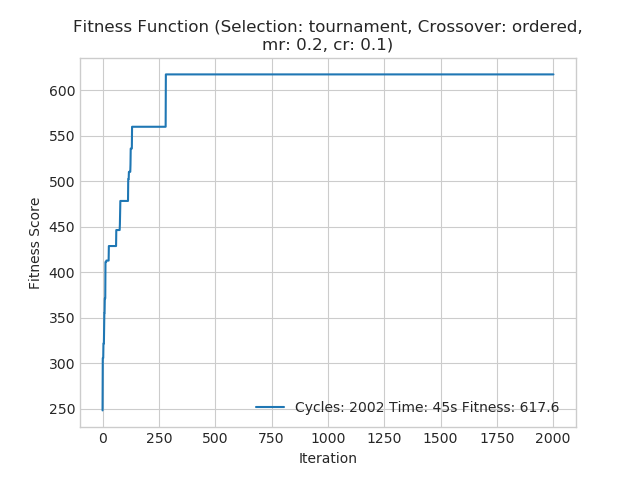 Fitness Function (Selection: tournament, Crossover: ordered,
mr: 0.2, cr: 0.1)
600
550
500
450
400
350
300
250
Fitness Score
Cycles: 2002 Time: 45s Fitness: 617.6
0 250 500 750 1000 1250 1500 1750 2000
Iteration